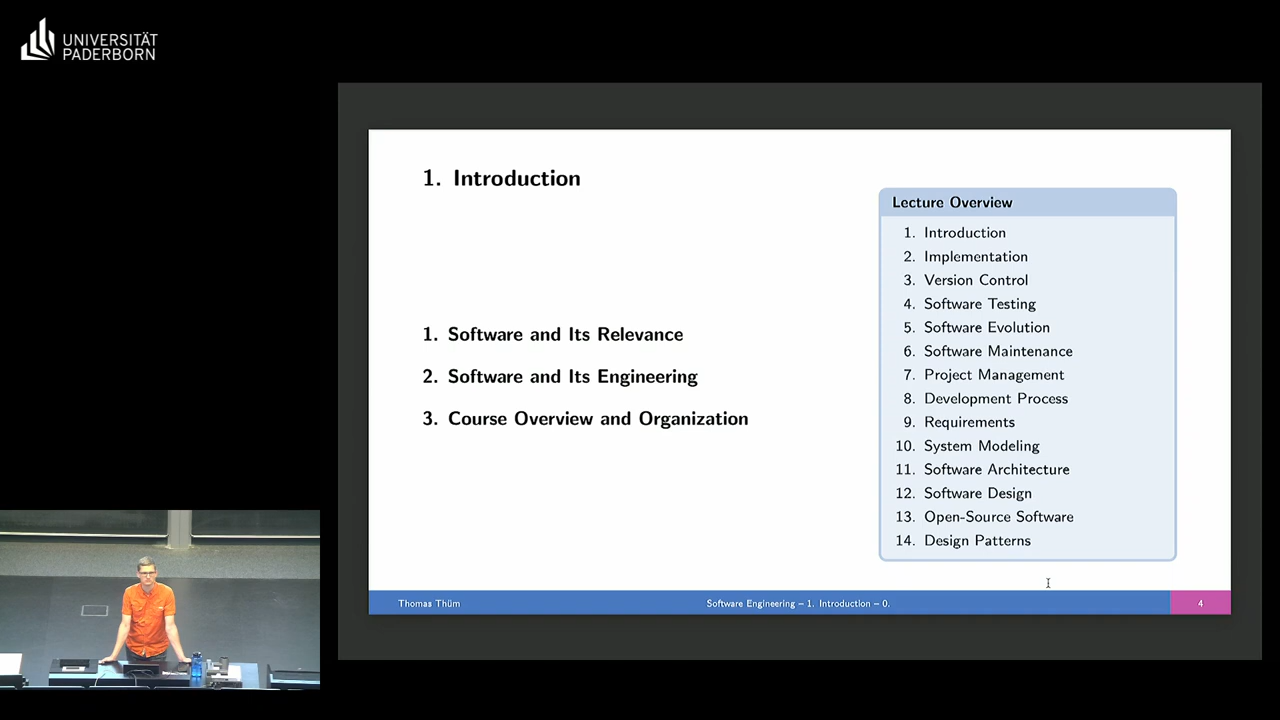 UNIVERSITÄT
PADERBORN
1. Introduction
1. Software and Its Relevance
2. Software and Its Engineering
3. Course Overview and Organization
Lecture Overview
1. Introduction
2. Implementation
3. Version Control
4. Software Testing
5. Software Evolution
6. Software Maintenance
7. Project Management
8. Development Process
9. Requirements
10. System Modeling
11. Software Architecture
12. Software Design
13. Open-Source Software
14. Design Patterns
Thomas Thüm
Software Engineering – 1. Introduction – 0.
4